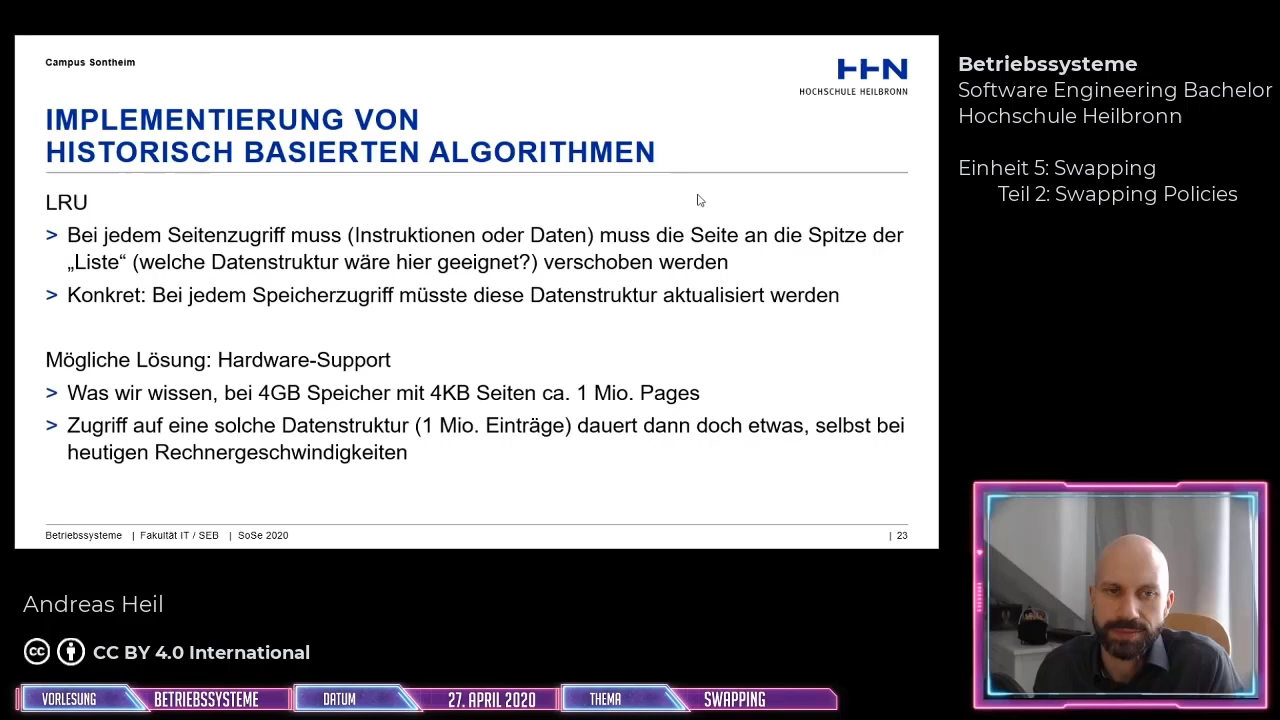 Campus Sontheim
HHN
HOCHSCHULE HEILBRONN
IMPLEMENTIERUNG VON
HISTORISCH BASIERTEN ALGORITHMEN
LRU
> Bei jedem Seitenzugriff muss (Instruktionen oder Daten) muss die Seite an die Spitze der
„Liste“ (welche Datenstruktur wäre hier geeignet?) verschoben werden
> Konkret: Bei jedem Speicherzugriff müsste diese Datenstruktur aktualisiert werden
Mögliche Lösung: Hardware-Support
> Was wir wissen, bei 4GB Speicher mit 4KB Seiten ca. 1 Mio. Pages
> Zugriff auf eine solche Datenstruktur (1 Mio. Einträge) dauert dann doch etwas, selbst bei
heutigen Rechnergeschwindigkeiten
Betriebssysteme | Fakultät IT / SEB | SoSe 2020 | 23
Betriebssysteme
Software Engineering Bachelor
Hochschule Heilbronn
Einheit 5: Swapping
Teil 2: Swapping Policies
Andreas Heil
cc CC BY 4.0 International
VORLESUNG BETRIEBSSYSTEME DATUM 27. APRIL 2020 THEMA SWAPPING